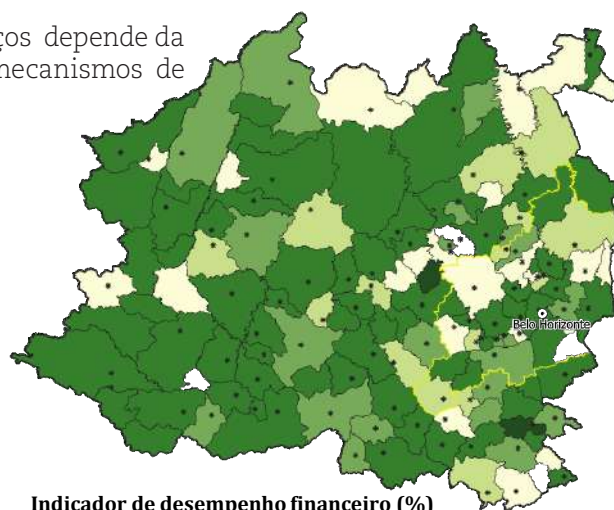 ços depende da
mecanismos de
Belo Horizonte
Indicador de desempenho financeiro (%)